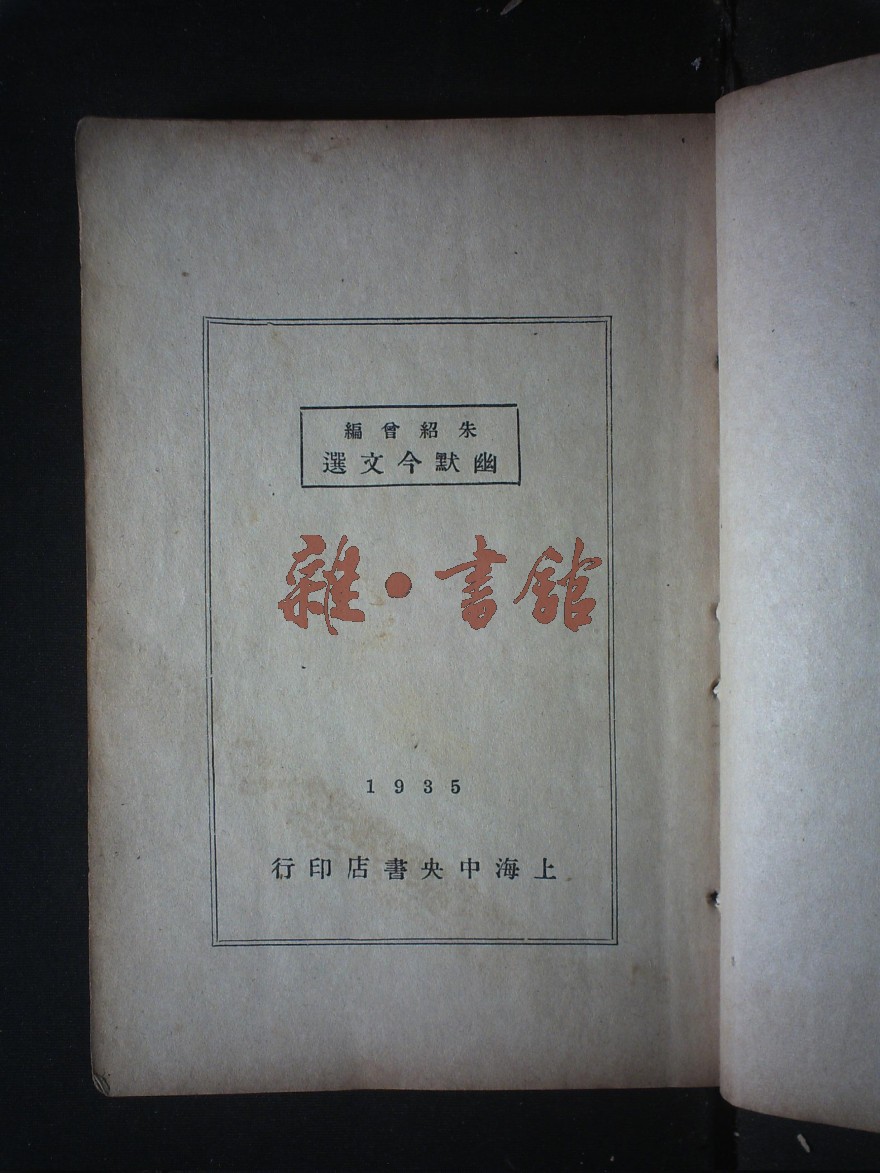 朱紹曾編
幽默今文選
雜·書館
1935
上海中央書店印行